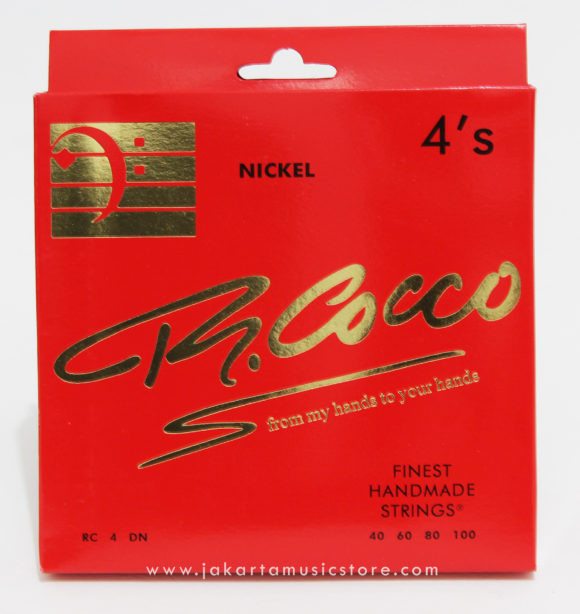 4's
NICKEL
R. Cocco
from my hands to your hands
FINEST
HANDMADE
STRINGS®
RC 4 DN
40 60 80 100
www.jakartamusicstore.com